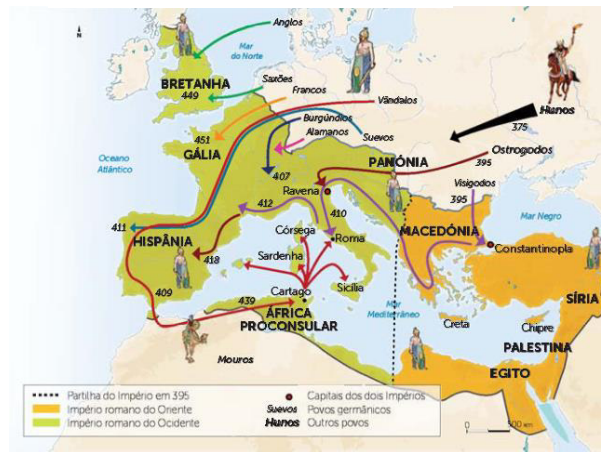 N
Anglos
Mar
do Norte
BRETANHA
449
Saxões
Francos
Vândalos
Hunos
375
451
Burgúndios
Alamanos
Suevos
GÁLIA
Ostrogodos
395
PANÓNIA
Oceano
Atlântico
407
Visigodos
Ravena
395
412
410
MACEDÓNIA
Mar Negro
411
HISPÂNIA
Córsega
Roma
Constantinopla
418
Sardenha
409
Cartago
Sicília
SÍRIA
439
ÁFRICA
PROCONSULAR
Mar
Mediterrâneo
Creta
Chipre
PALESTINA
Mouros
EGITO
Partilha do Império em 395
Império romano do Oriente
Império romano do Ocidente
Capitais dos dois Impérios
Suevos Povos germânicos
Hunos Outros povos
0 500 km